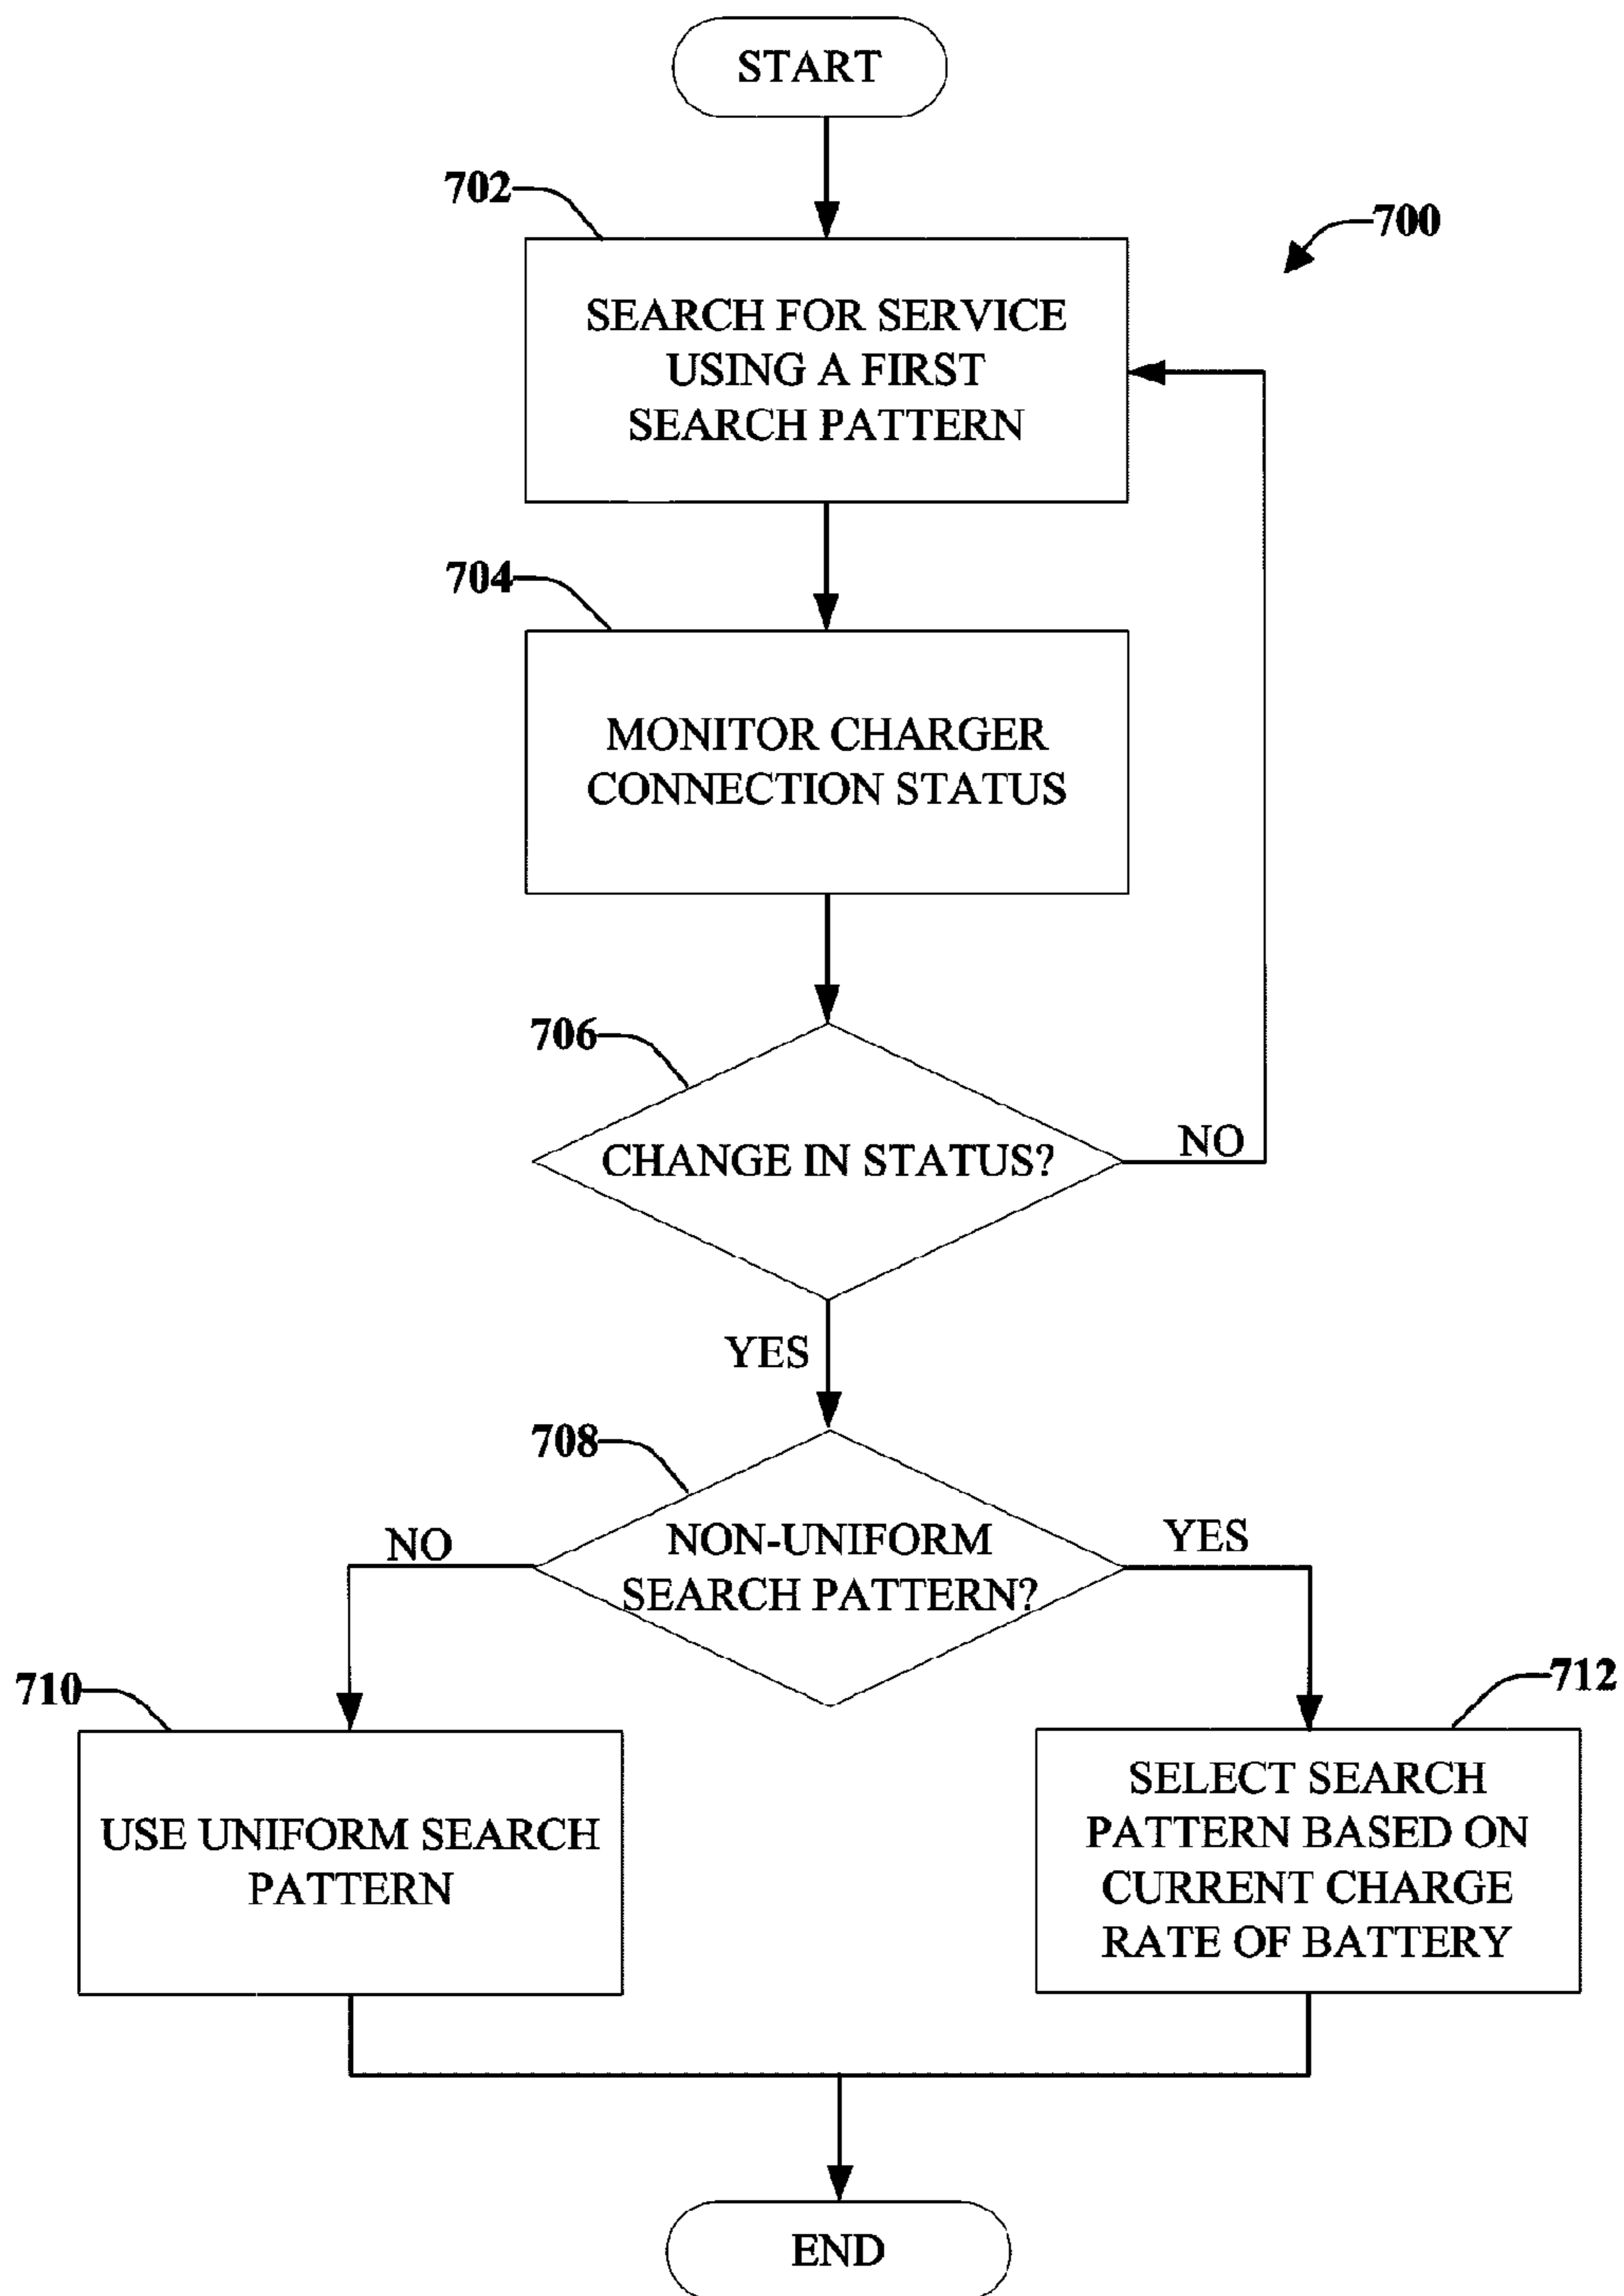 START
702
700
SEARCH FOR SERVICE
USING A FIRST
SEARCH PATTERN
704
MONITOR CHARGER
CONNECTION STATUS
706
CHANGE IN STATUS?
NO
YES
708
NON-UNIFORM
SEARCH PATTERN?
NO
YES
710
712
USE UNIFORM SEARCH
PATTERN
SELECT SEARCH
PATTERN BASED ON
CURRENT CHARGE
RATE OF BATTERY
END